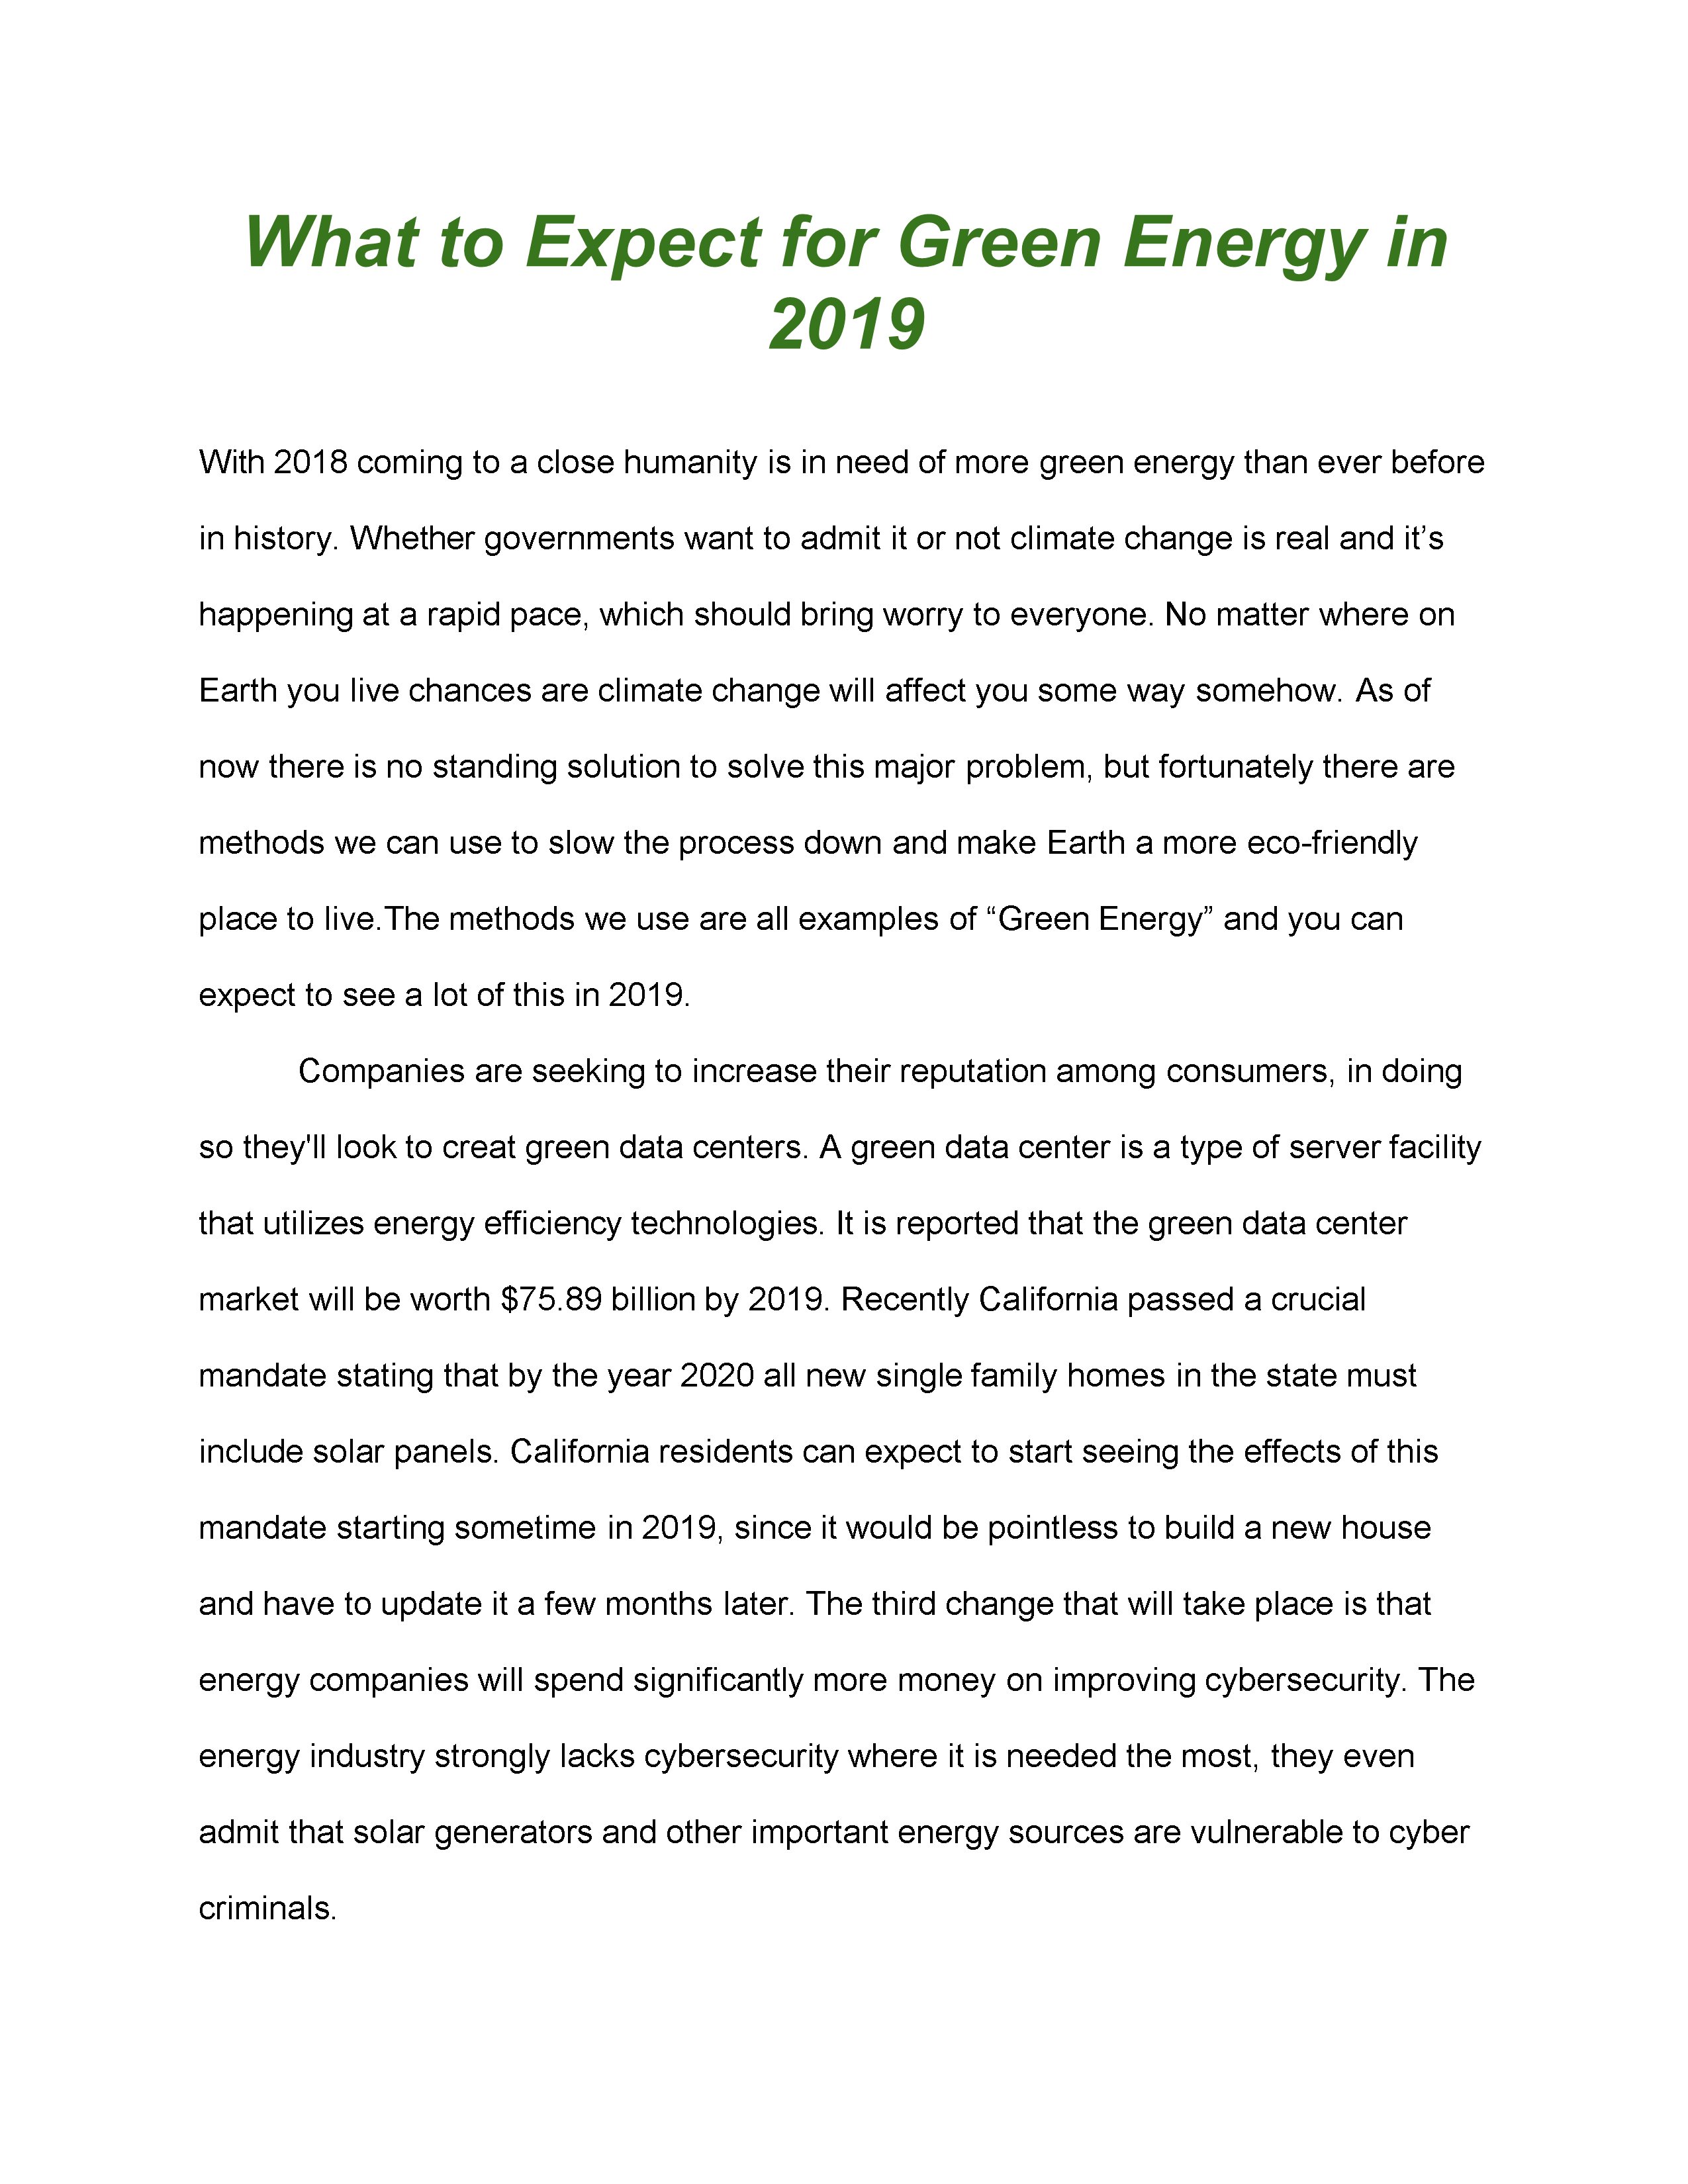 What to Expect for Green Energy in
2019
With 2018 coming to a close humanity is in need of more green energy than ever before
in history. Whether governments want to admit it or not climate change is real and it’s
happening at a rapid pace, which should bring worry to everyone. No matter where on
Earth you live chances are climate change will affect you some way somehow. As of
now there is no standing solution to solve this major problem, but fortunately there are
methods we can use to slow the process down and make Earth a more eco-friendly
place to live.The methods we use are all examples of “Green Energy” and you can
expect to see a lot of this in 2019.
Companies are seeking to increase their reputation among consumers, in doing
so they'll look to creat green data centers. A green data center is a type of server facility
that utilizes energy efficiency technologies. It is reported that the green data center
market will be worth $75.89 billion by 2019. Recently California passed a crucial
mandate stating that by the year 2020 all new single family homes in the state must
include solar panels. California residents can expect to start seeing the effects of this
mandate starting sometime in 2019, since it would be pointless to build a new house
and have to update it a few months later. The third change that will take place is that
energy companies will spend significantly more money on improving cybersecurity. The
energy industry strongly lacks cybersecurity where it is needed the most, they even
admit that solar generators and other important energy sources are vulnerable to cyber
criminals.